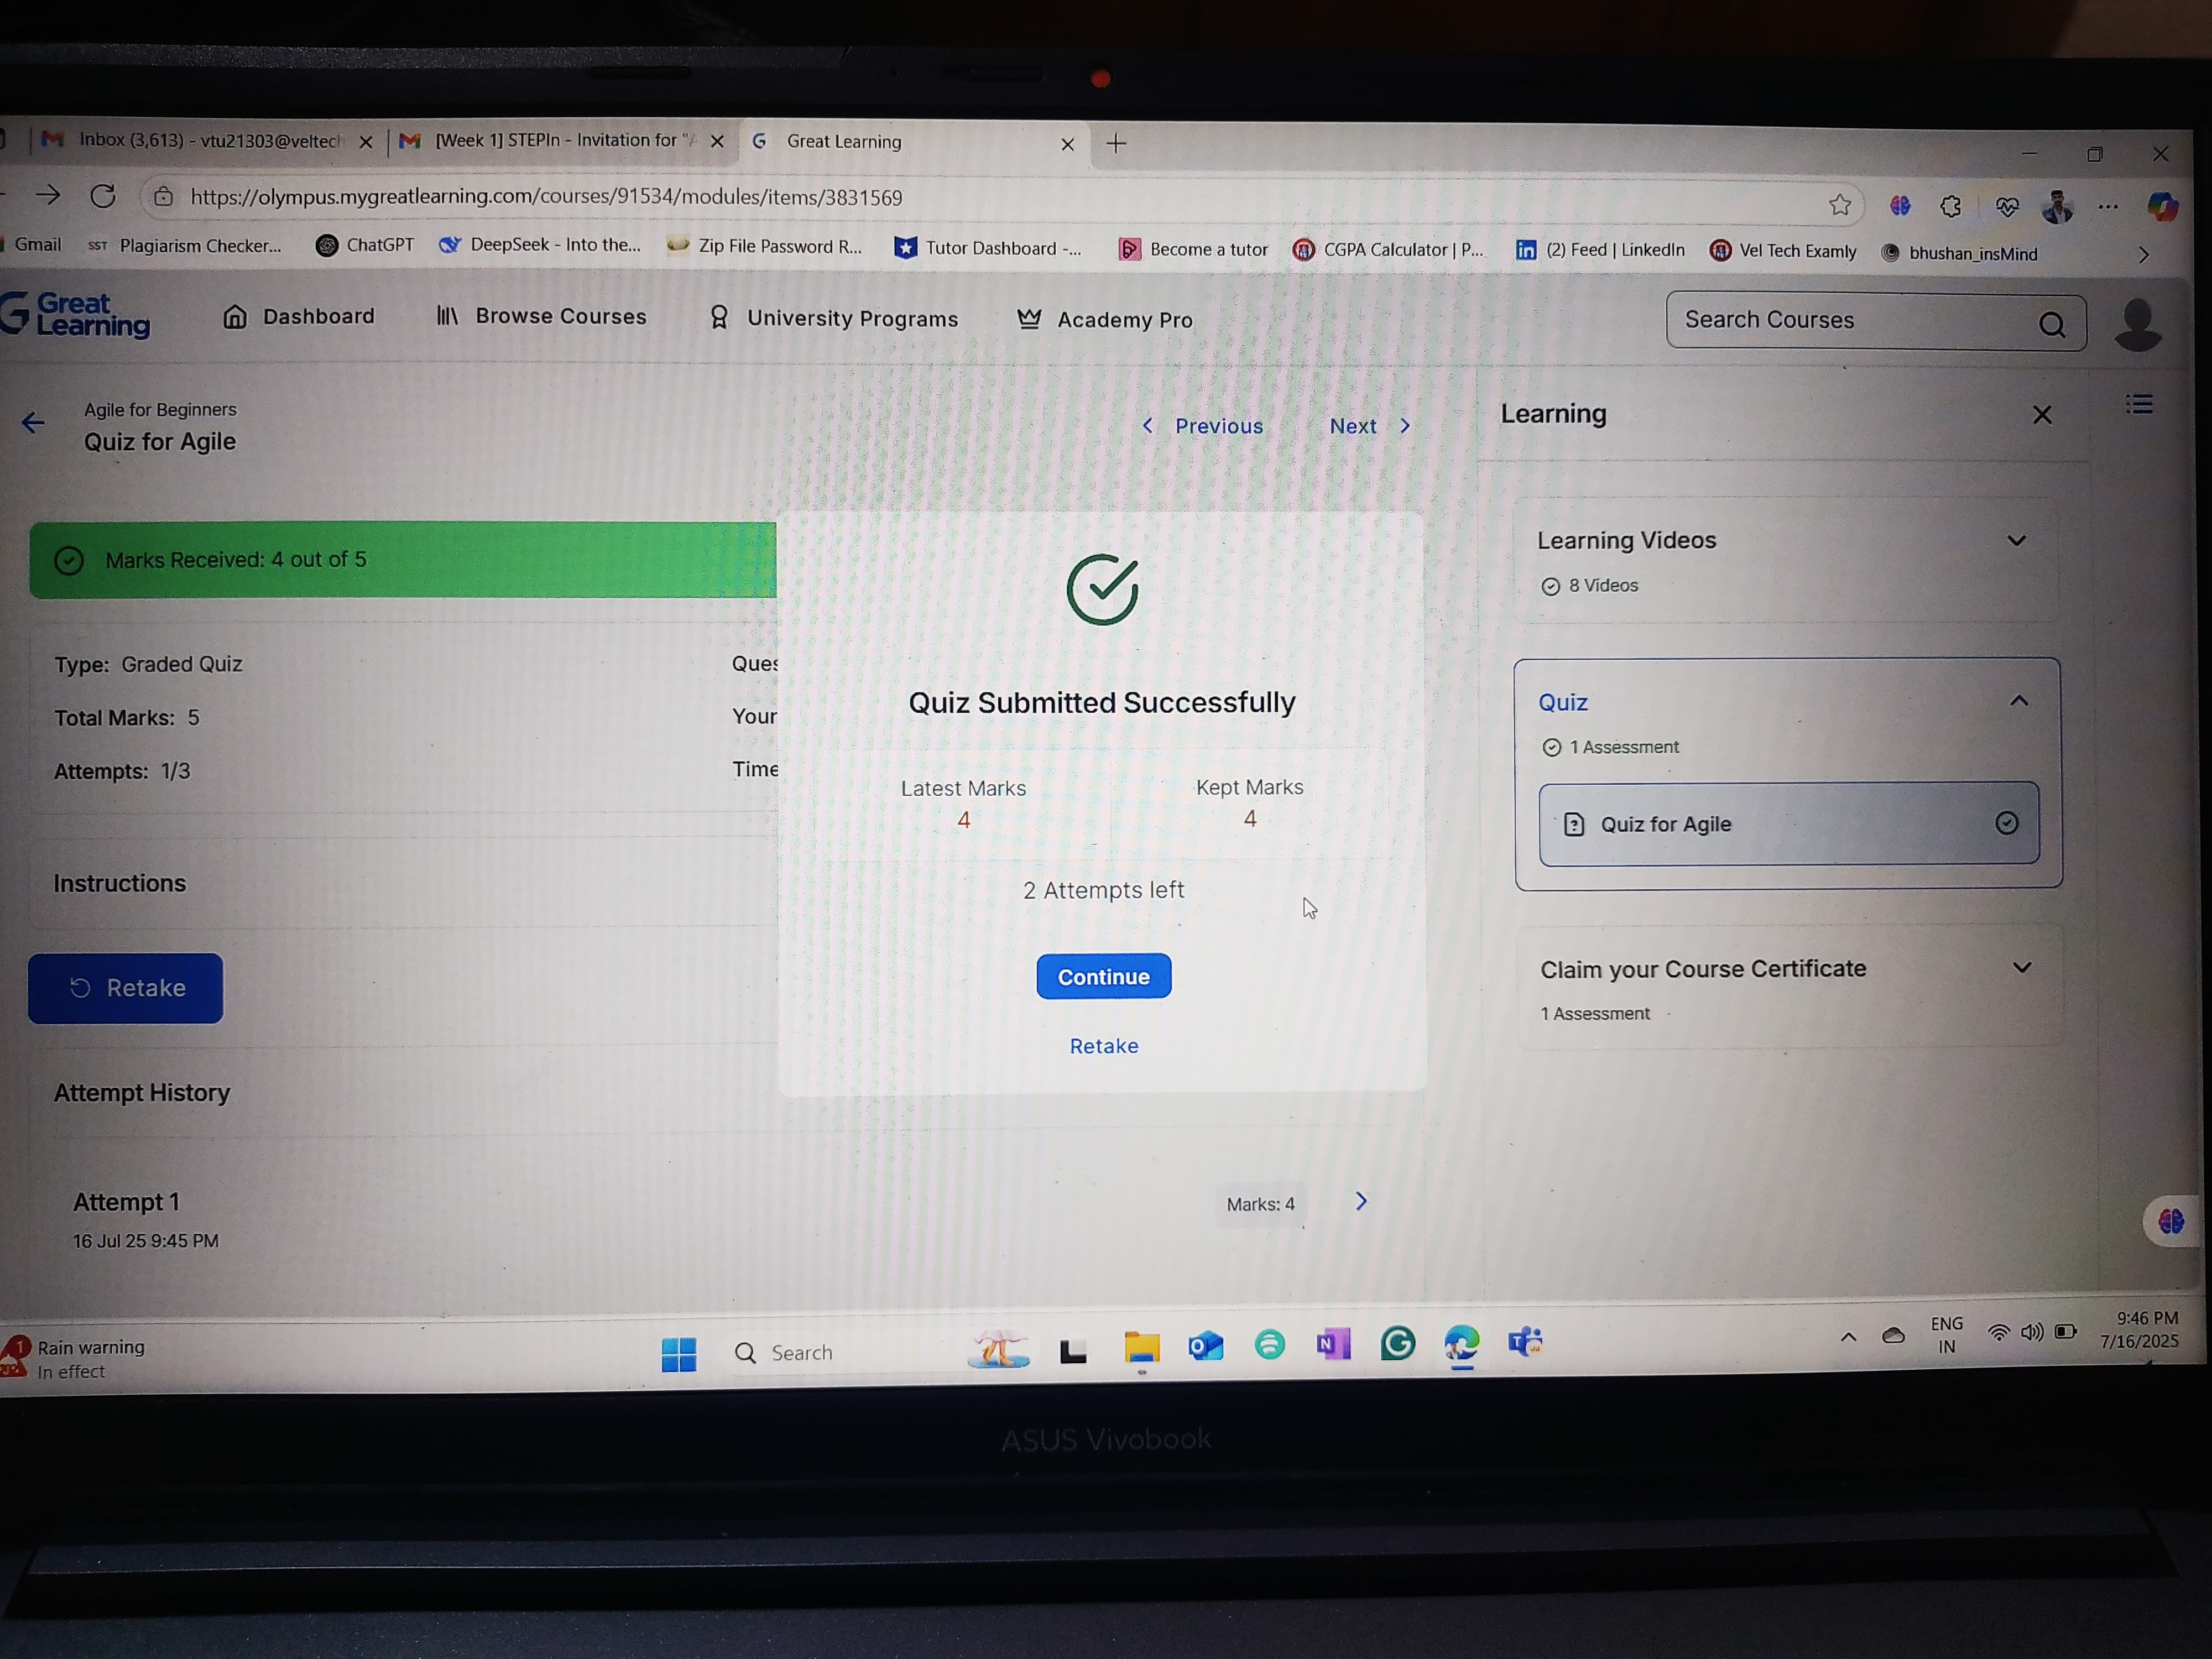 Inbox (3,613) - vtu21303@veltech
[Week 1] STEPIn - Invitation for "A
Great Learning
https://olympus.mygreatlearning.com/courses/91534/modules/items/3831569
Gmail
SST Plagiarism Checker...
ChatGPT
DeepSeek - Into the...
Zip File Password R...
Tutor Dashboard -...
Become a tutor
CGPA Calculator | P...
in (2) Feed | LinkedIn
Vel Tech Examly
bhushan_insMind
Great
Learning
Dashboard
Browse Courses
University Programs
Academy Pro
Search Courses
Agile for Beginners
Quiz for Agile
Previous
Next
Marks Received: 4 out of 5
Type: Graded Quiz
Total Marks: 5
Attempts: 1/3
Ques
Your
Time
Instructions
Retake
Attempt History
Attempt 1
16 Jul 25 9:45 PM
Marks: 4
Quiz Submitted Successfully
Latest Marks
4
Kept Marks
4
2 Attempts left
Continue
Retake
Learning
Learning Videos
8 Videos
Quiz
1 Assessment
Quiz for Agile
Claim your Course Certificate
1 Assessment
1
Rain warning
In effect
Search
ENG
IN
9:46 PM
7/16/2025
ASUS Vivobook